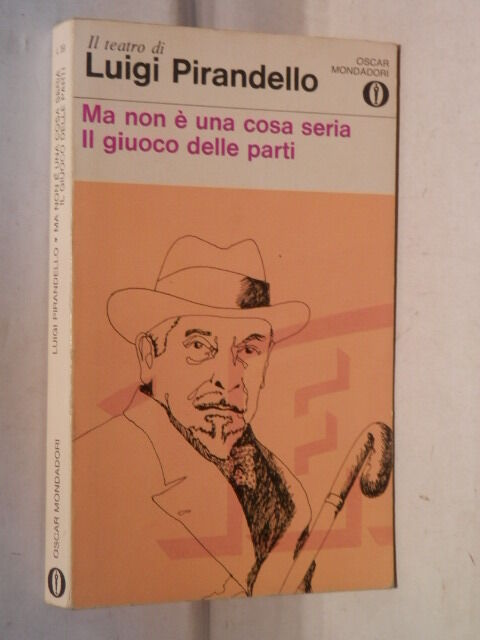 Il teatro di
Luigi Pirandello
OSCAR
MONDADORI
Ma non è una cosa seria
Il giuoco delle parti
LUIGI PIRANDELLO • MA NON È UNA COSA SERIA
IL GIUOCO DELLE PARTI
OSCAR MONDADORI